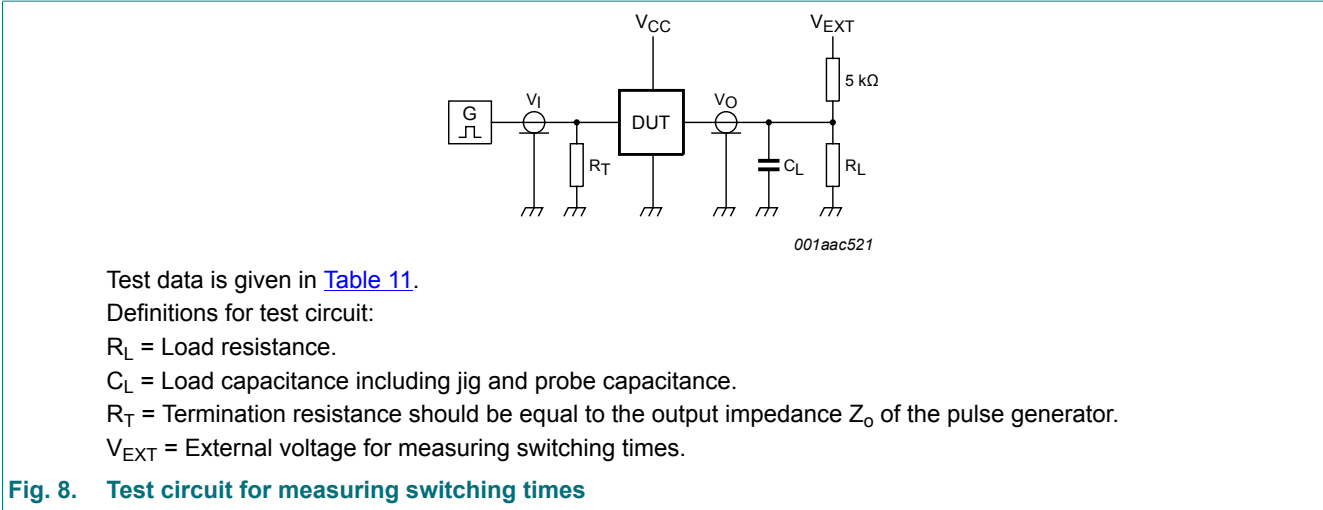 VCC
VEXT
5 kΩ
G
VI
DUT
VO
RT
CL
RL
001aac521
Test data is given in Table 11.
Definitions for test circuit:
RL = Load resistance.
CL = Load capacitance including jig and probe capacitance.
RT = Termination resistance should be equal to the output impedance Zo of the pulse generator.
VEXT = External voltage for measuring switching times.
Fig. 8. Test circuit for measuring switching times